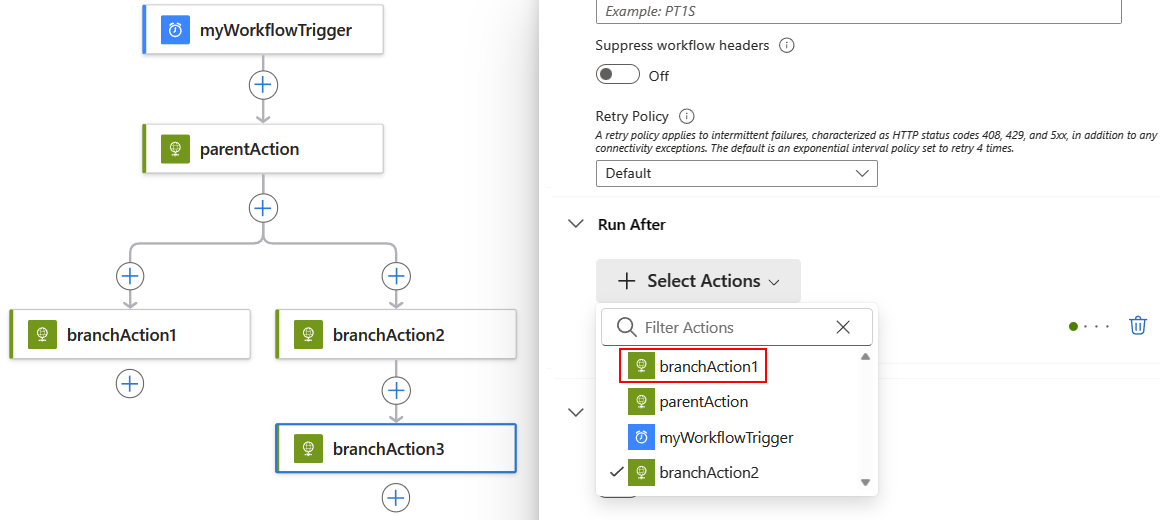 myWorkflowTrigger
parentAction
branchAction1
branchAction2
branchAction3
Example: PT1S
Suppress workflow headers
Off
Retry Policy
A retry policy applies to intermittent failures, characterized as HTTP status codes 408, 429, and 5xx, in addition to any
connectivity exceptions. The default is an exponential interval policy set to retry 4 times.
Default
Run After
Select Actions
Filter Actions
branchAction1
parentAction
myWorkflowTrigger
branchAction2